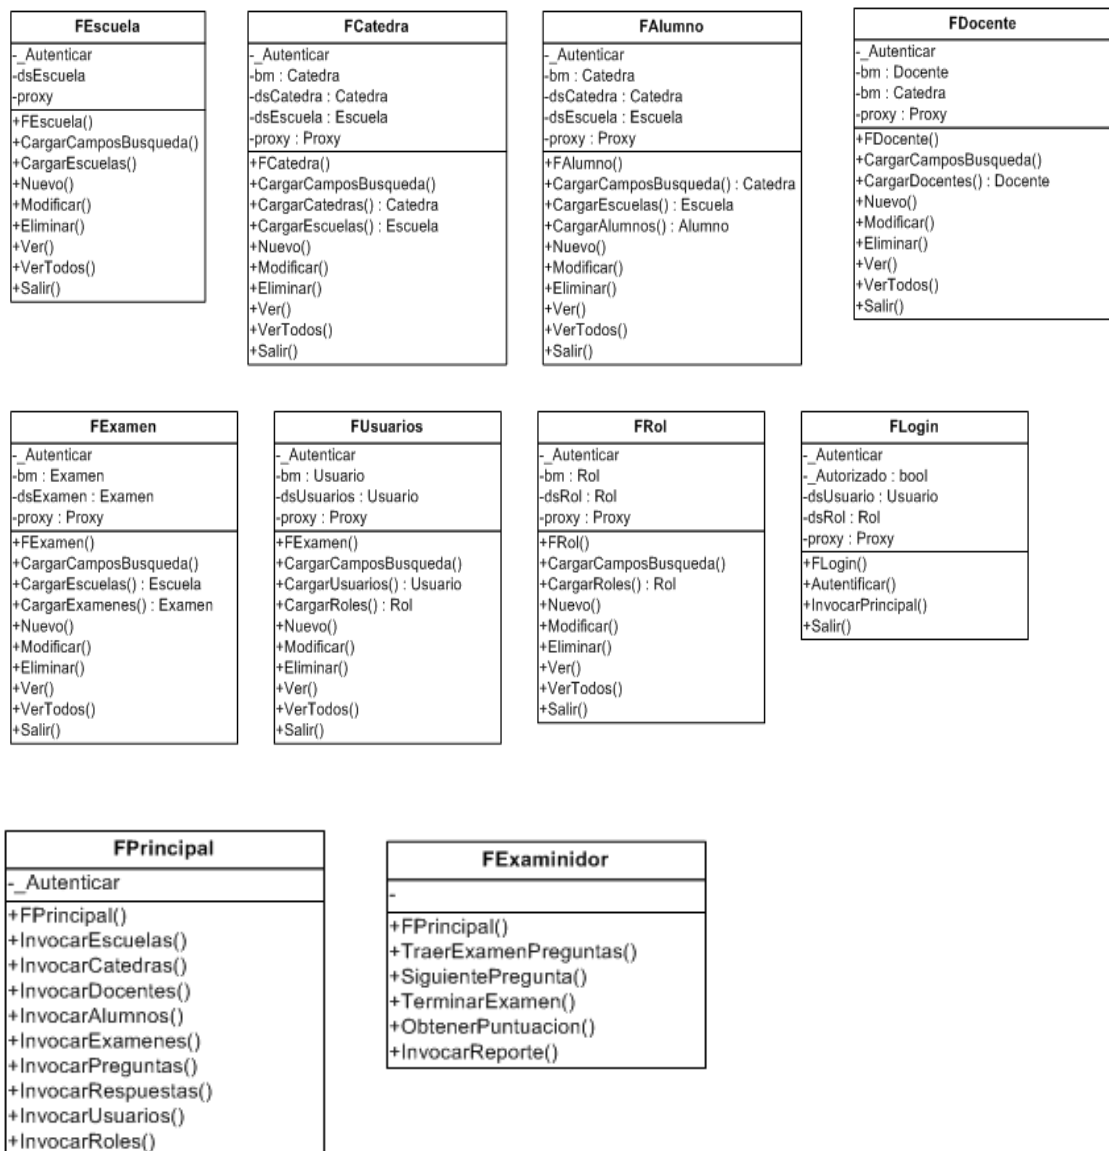 FEscuela
-_Autenticar
-dsEscuela
-proxy
+FEscuela()
+CargarCamposBusqueda()
+CargarEscuelas()
+Nuevo()
+Modificar()
+Eliminar()
+Ver()
+VerTodos()
+Salir()
FCatedra
-_Autenticar
-bm : Catedra
-dsCatedra : Catedra
-dsEscuela : Escuela
-proxy : Proxy
+FCatedra()
+CargarCamposBusqueda()
+CargarCatedras() : Catedra
+CargarEscuelas() : Escuela
+Nuevo()
+Modificar()
+Eliminar()
+Ver()
+VerTodos()
+Salir()
FAlumno
-_Autenticar
-bm : Catedra
-dsCatedra : Catedra
-dsEscuela : Escuela
-proxy : Proxy
+FAlumno()
+CargarCamposBusqueda() : Catedra
+CargarEscuelas() : Escuela
+CargarAlumnos() : Alumno
+Nuevo()
+Modificar()
+Eliminar()
+Ver()
+VerTodos()
+Salir()
FDocente
-_Autenticar
-bm : Docente
-bm : Catedra
-proxy : Proxy
+FDocente()
+CargarCamposBusqueda()
+CargarDocentes() : Docente
+Nuevo()
+Modificar()
+Eliminar()
+Ver()
+VerTodos()
+Salir()
FExamen
-_Autenticar
-bm : Examen
-dsExamen : Examen
-proxy : Proxy
+FExamen()
+CargarCamposBusqueda()
+CargarEscuelas() : Escuela
+CargarExamenes() : Examen
+Nuevo()
+Modificar()
+Eliminar()
+Ver()
+VerTodos()
+Salir()
FUsuarios
-_Autenticar
-bm : Usuario
-dsUsuarios : Usuario
-proxy : Proxy
+FExamen()
+CargarCamposBusqueda()
+CargarUsuarios() : Usuario
+CargarRoles() : Rol
+Nuevo()
+Modificar()
+Eliminar()
+Ver()
+VerTodos()
+Salir()
FRol
-_Autenticar
-bm : Rol
-dsRol : Rol
-proxy : Proxy
+FRol()
+CargarCamposBusqueda()
+CargarRoles() : Rol
+Nuevo()
+Modificar()
+Eliminar()
+Ver()
+VerTodos()
+Salir()
FLogin
-_Autenticar
-_Autorizado : bool
-dsUsuario : Usuario
-dsRol : Rol
-proxy : Proxy
+FLogin()
+Autentificar()
+InvocarPrincipal()
+Salir()
FPrincipal
-_Autenticar
+FPrincipal()
+InvocarEscuelas()
+InvocarCatedras()
+InvocarDocentes()
+InvocarAlumnos()
+InvocarExamenes()
+InvocarPreguntas()
+InvocarRespuestas()
+InvocarUsuarios()
+InvocarRoles()
FExaminidor
-
+FPrincipal()
+TraerExamenPreguntas()
+SiguientePregunta()
+TerminarExamen()
+ObtenerPuntuacion()
+InvocarReporte()